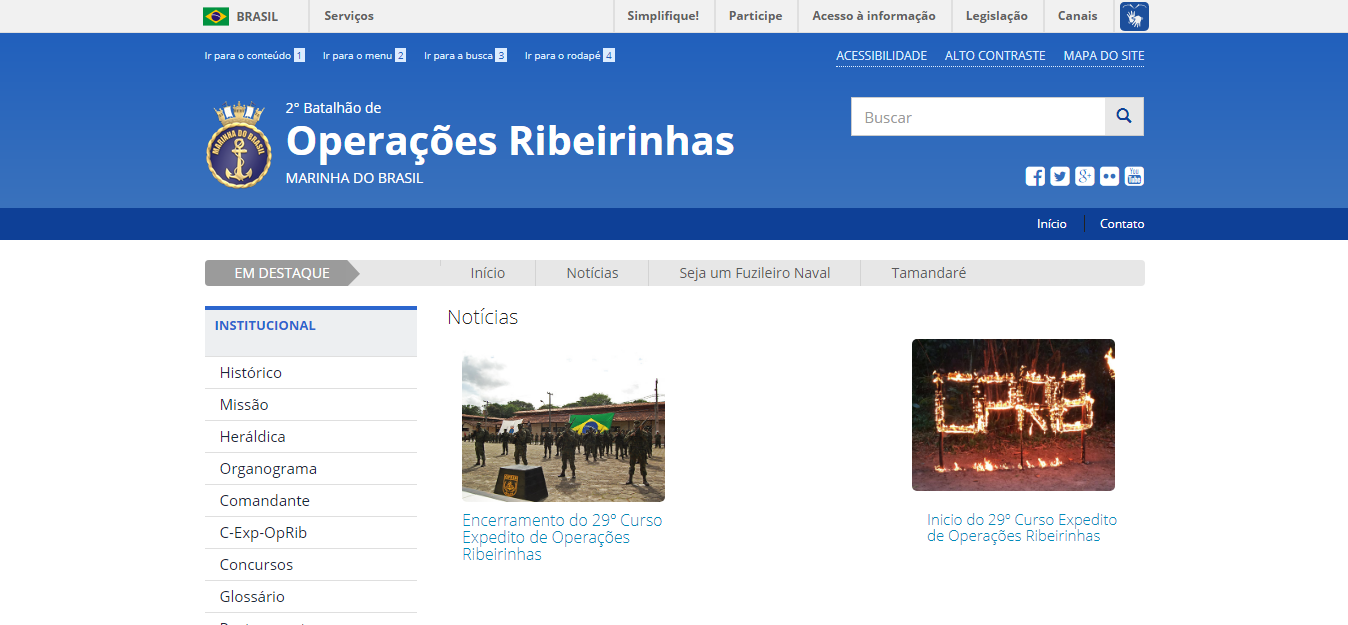 BRASIL
Serviços
Simplifique!
Participe
Acesso à informação
Legislação
Canais
Ir para o conteúdo 1
Ir para o menu 2
Ir para a busca 3
Ir para o rodapé 4
ACESSIBILIDADE
ALTO CONTRASTE
MAPA DO SITE
MARINHA DO BRASIL
2° Batalhão de
Operações Ribeirinhas
MARINHA DO BRASIL
Buscar
You
Tube
Início
Contato
EM DESTAQUE
Início
Notícias
Seja um Fuzileiro Naval
Tamandaré
INSTITUCIONAL
Histórico
Missão
Heráldica
Organograma
Comandante
C-Exp-OpRib
Concursos
Glossário
Notícias
Encerramento do 29º Curso
Expedito de Operações
Ribeirinhas
Inicio do 29º Curso Expedito
de Operações Ribeirinhas